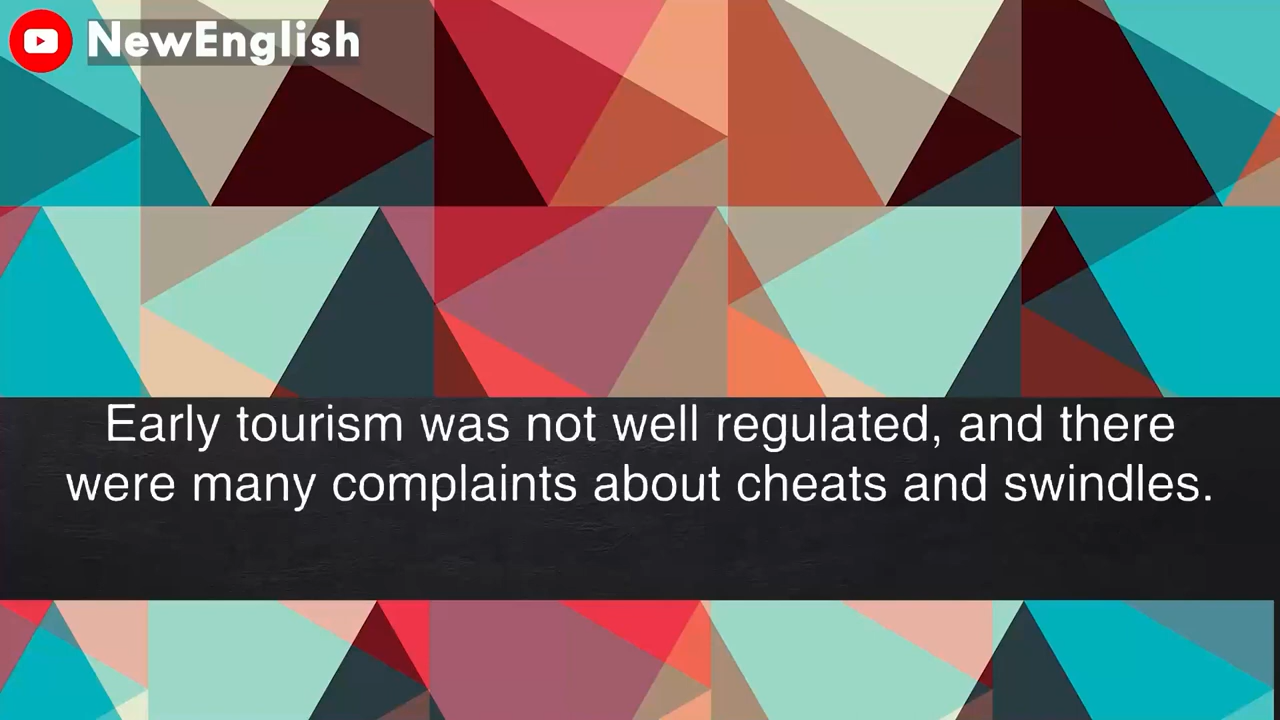 NewEnglish
Early tourism was not well regulated, and there
were many complaints about cheats and swindles.